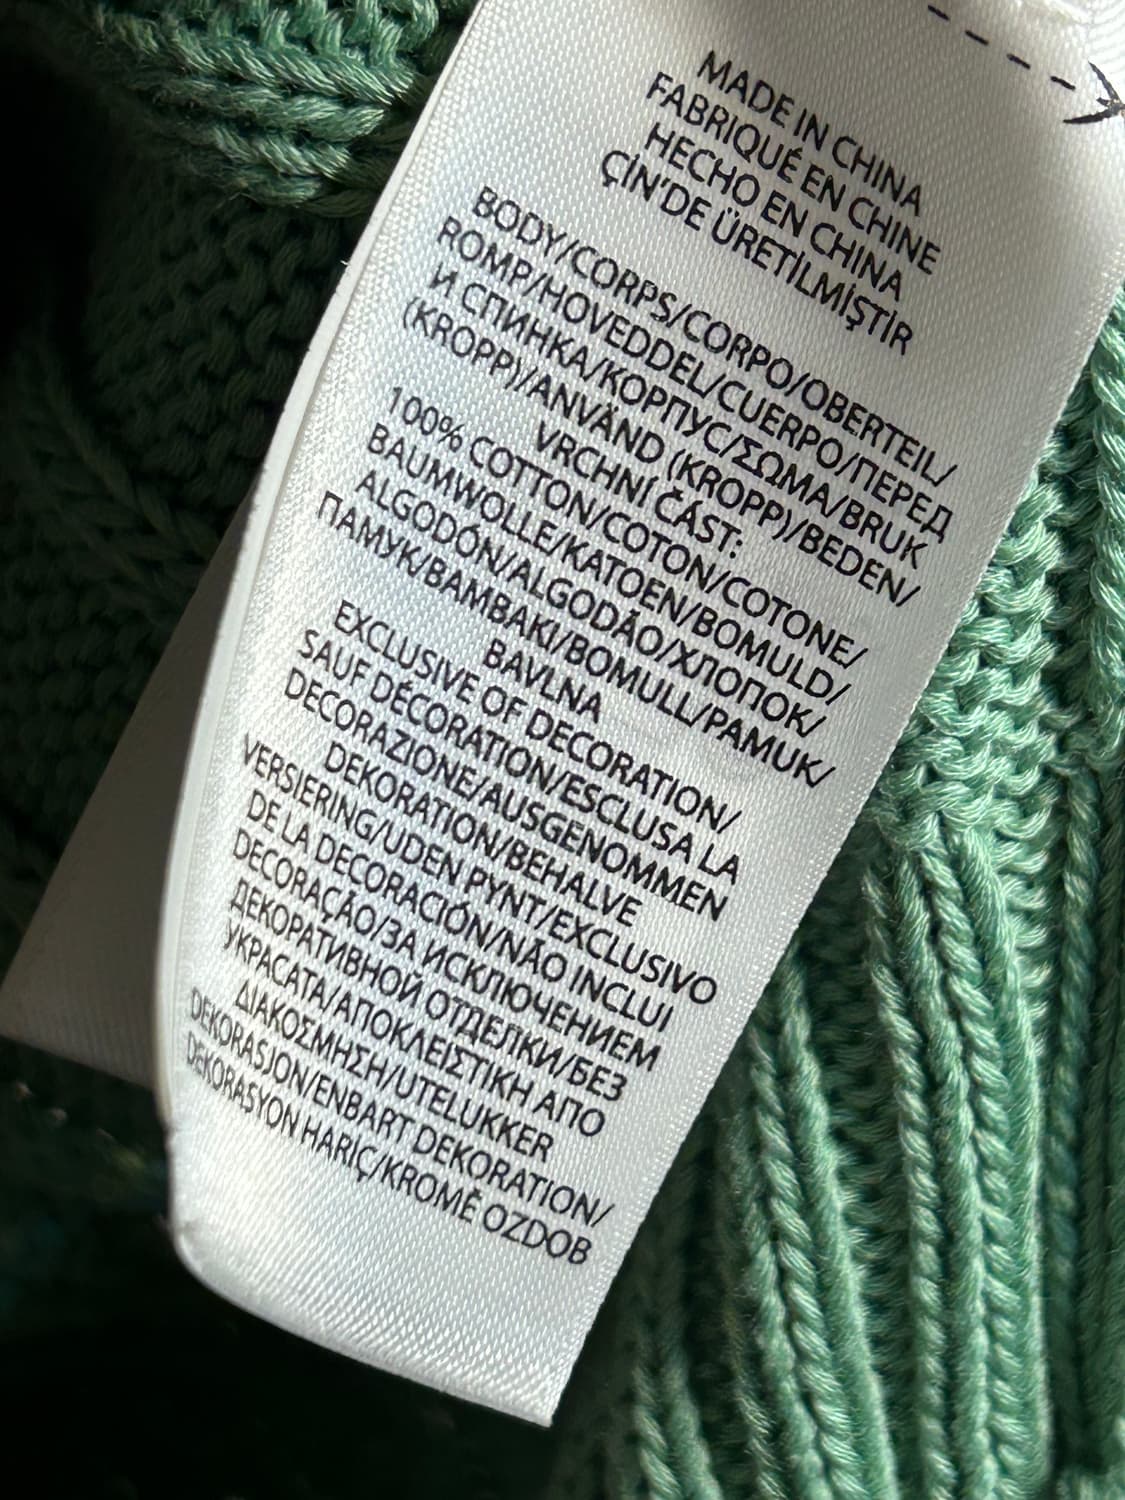 MADE IN CHINA
FABRIQUÉ EN CHINE
HECHO EN CHINA
ÇİN'DE ÜRETİLMİŞTİR
BODY/CORPS/CORPO/OBERTEIL/
ROMP/HOVEDDEL/CUERPO/ПЕРЕД
И СПИНКА/КОРПУС/ΣΩΜΑ/BRUK
(KROPP)/ANVÄND (KROPP)/BEDEN/
VRCHNÍ ČÁST:
100% COTTON/COTON/COTONE/
BAUMWOLLE/KATOEN/BOMULD/
ALGODÓN/ALGODÃO/ХЛОПОК/
ПАМУК/ΒΑΜΒΑΚΙ/BOMULL/PAMUK/
BAVLNA
EXCLUSIVE OF DECORATION/
SAUF DÉCORATION/ESCLUSA LA
DECORAZIONE/AUSGENOMMEN
DEKORATION/BEHALVE
VERSIERING/UDEN PYNT/EXCLUSIVO
DE LA DECORACIÓN/NÃO INCLUI
DECORAÇÃO/ЗА ИСКЛЮЧЕНИЕМ
ДЕКОРАТИВНОЙ ОТДЕЛКИ/БЕЗ
УКРАСАТА/ΑΠΟΚΛΕΙΣΤΙΚΗ ΑΠΟ
ΔΙΑΚΟΣΜΗΣΗ/UTELUKKER
DEKORASJON/ENBART DEKORATION/
DEKORASYON HARIÇ/KROMĚ OZDOB